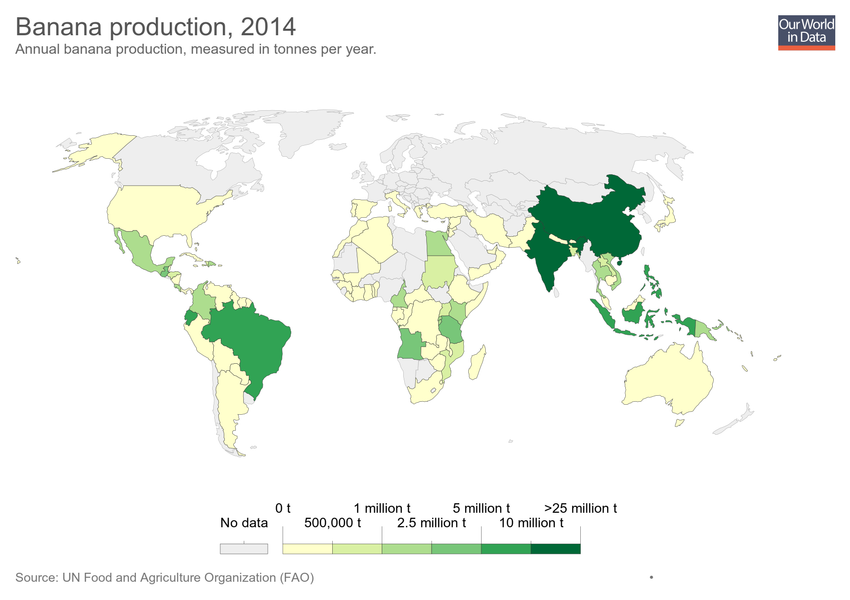 Banana production, 2014
Annual banana production, measured in tonnes per year.
Our World
in Data
0 t 1 million t 5 million t >25 million t
No data 500,000 t 2.5 million t 10 million t
Source: UN Food and Agriculture Organization (FAO)